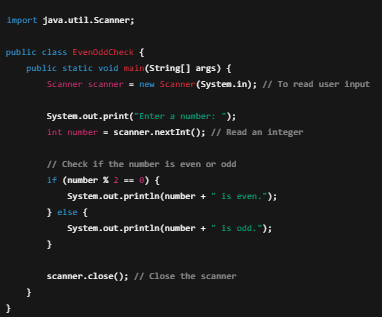 import java.util.Scanner;
public class EvenOddCheck {
    public static void main(String[] args) {
        Scanner scanner = new Scanner(System.in); // To read user input
        System.out.print("Enter a number: ");
        int number = scanner.nextInt(); // Read an integer
        // Check if the number is even or odd
        if (number % 2 == 0) {
            System.out.println(number + " is even.");
        } else {
            System.out.println(number + " is odd.");
        }
        scanner.close(); // Close the scanner
    }
}